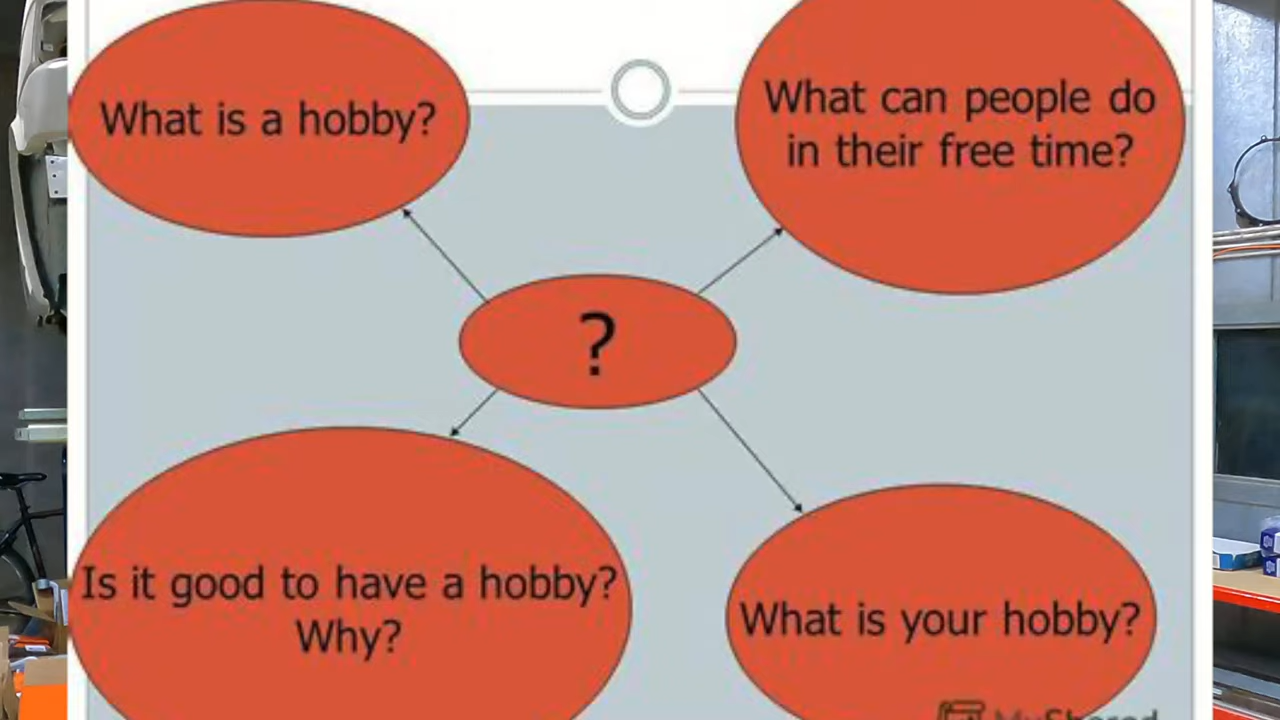 What is a hobby?
What can people do
in their free time?
?
Is it good to have a hobby?
Why?
What is your hobby?
MyShared